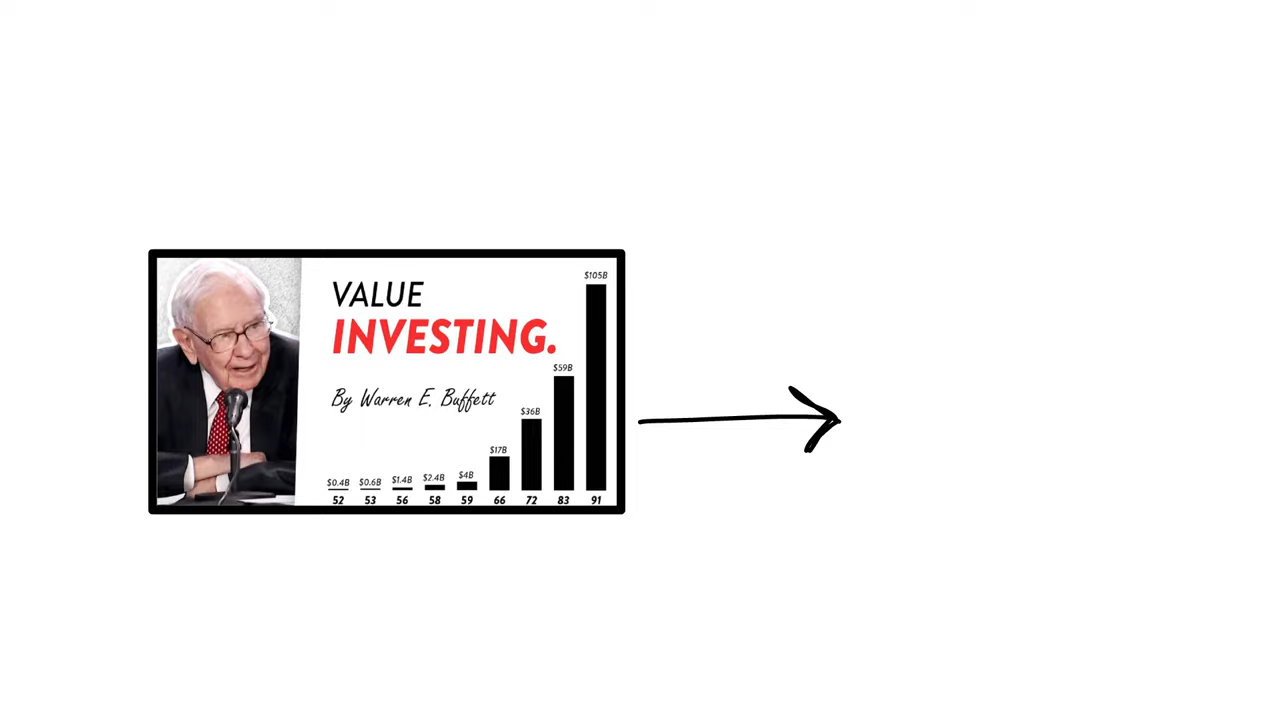 VALUE
INVESTING.
By Warren E. Buffett
$0.4B $0.6B $1.4B $2.4B $4B $17B $36B $59B $105B
52 53 56 58 59 66 72 83 91